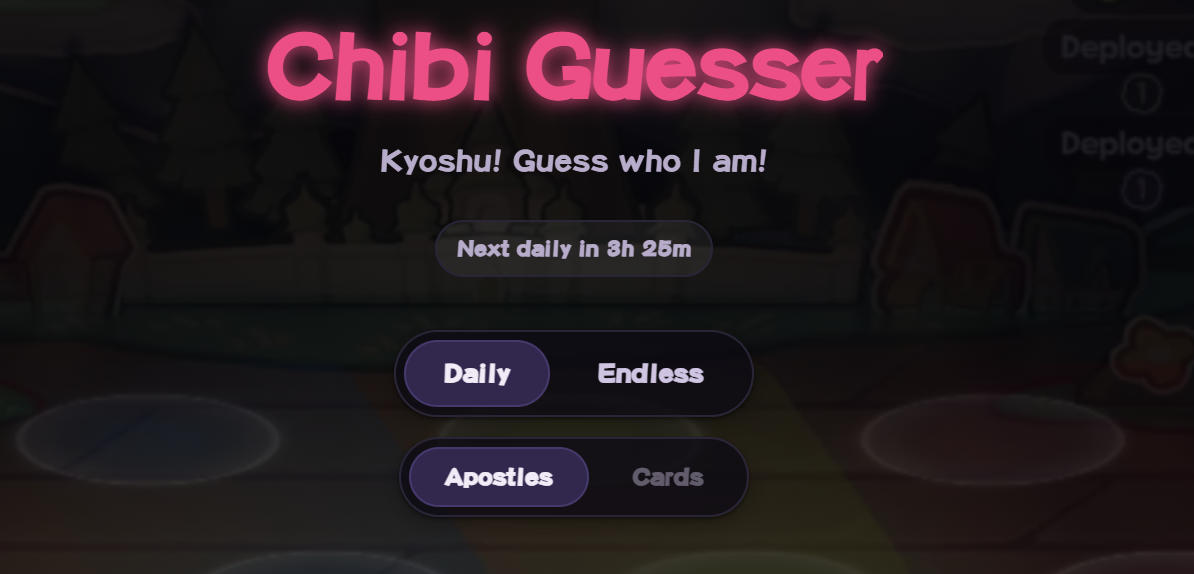 Chibi Guesser
Deployed
1
Deployed
1
Kyoshu! Guess who I am!
Next daily in 3h 25m
Daily
Endless
Apostles
Cards